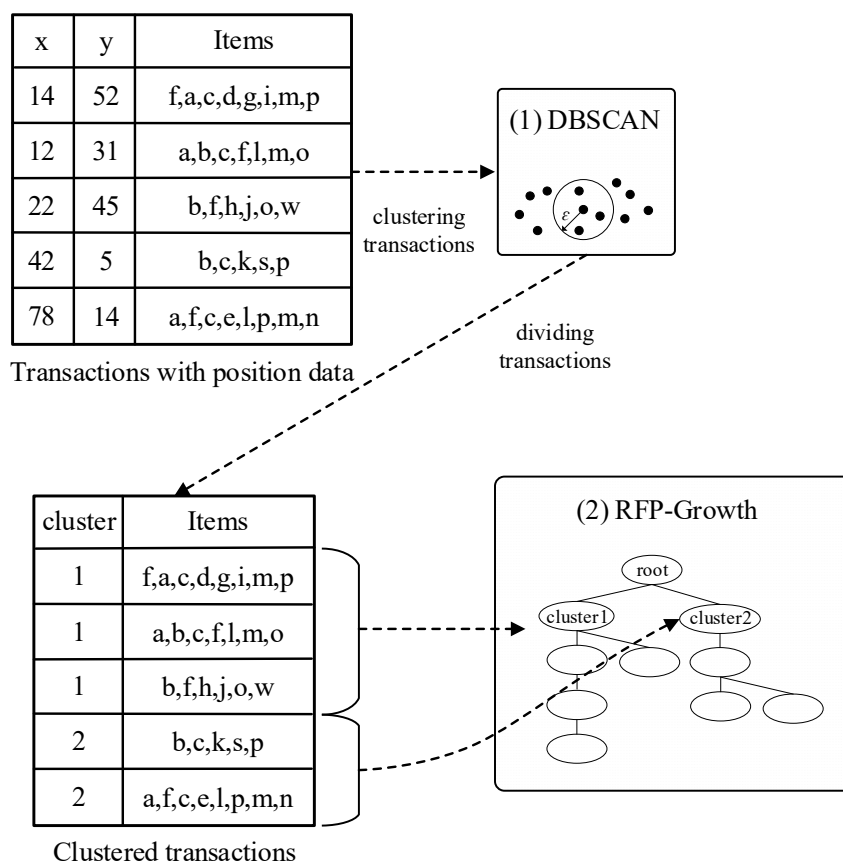 x y Items
14 52 f,a,c,d,g,i,m,p
12 31 a,b,c,f,l,m,o
22 45 b,f,h,j,o,w
42 5 b,c,k,s,p
78 14 a,f,c,e,l,p,m,n
Transactions with position data
clustering
transactions
(1) DBSCAN
ε
dividing
transactions
cluster Items
1 f,a,c,d,g,i,m,p
1 a,b,c,f,l,m,o
1 b,f,h,j,o,w
2 b,c,k,s,p
2 a,f,c,e,l,p,m,n
Clustered transactions
(2) RFP-Growth
root
cluster1 cluster2